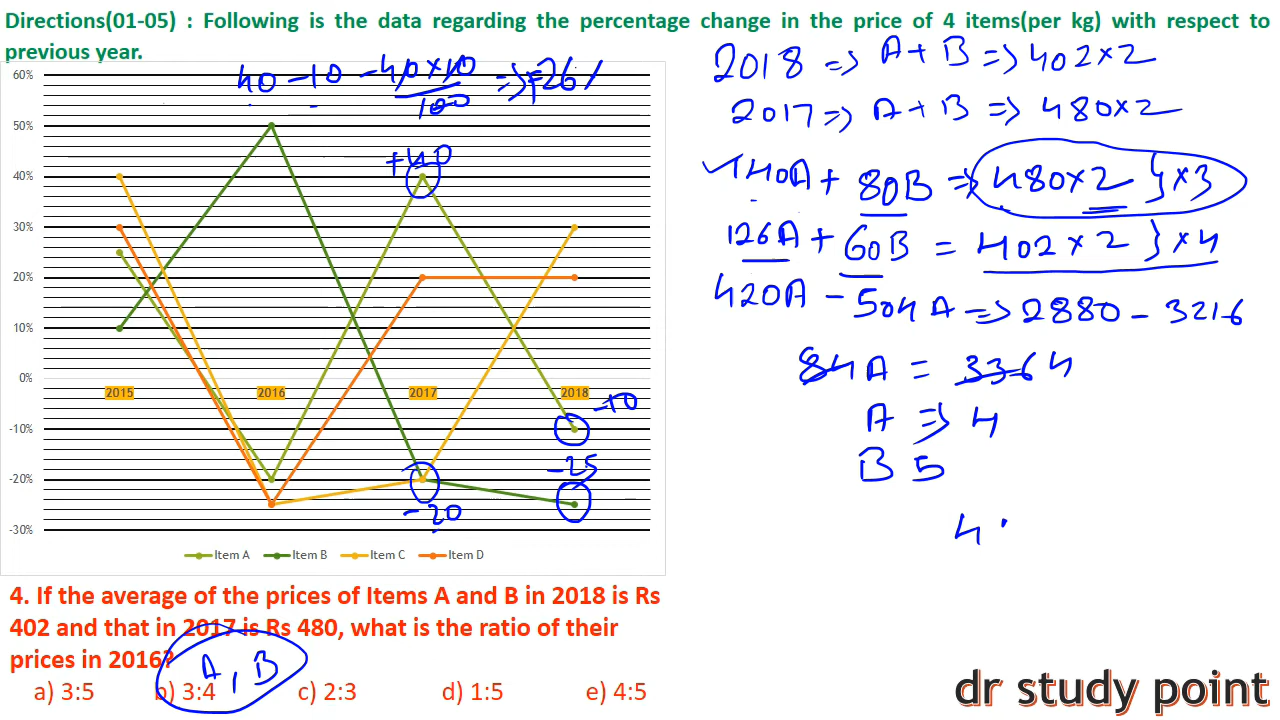 Directions(01-05) : Following is the data regarding the percentage change in the price of 4 items(per kg) with respect to
previous year.
60%
50%
40%
30%
20%
10%
0%
-10%
-20%
-30%
2015 2016 2017 2018
Item A Item B Item C Item D
40 - 10 - 40×10/100 => +26%
+40
-10
-20
-25
2018 => A + B => 402×2
2017 => A + B => 480×2
140A + 80B => 480×2 } ×3
126A + 60B = 402×2 } ×4
420A - 504A => 2880 - 3216
84A = 336 4
A => 4
B 5
4 :
4. If the average of the prices of Items A and B in 2018 is Rs
402 and that in 2017 is Rs 480, what is the ratio of their
prices in 2016?
A, B
a) 3:5 b) 3:4 c) 2:3 d) 1:5 e) 4:5
dr study point